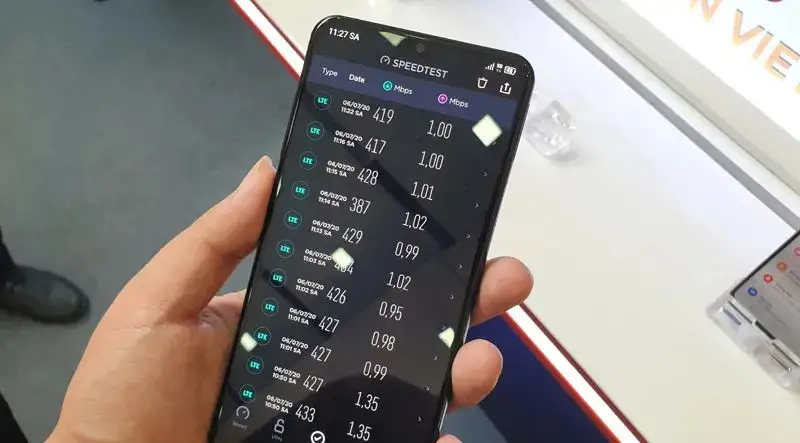 11:27 SA
5G
SPEEDTEST
Type Date Mbps Mbps
LTE 06/07/20 11:22 SA 419 1,00
LTE 06/07/20 11:16 SA 417 1,00
LTE 06/07/20 11:15 SA 428 1,01
LTE 06/07/20 11:14 SA 387 1,02
LTE 06/07/20 11:13 SA 429 0,99
LTE 06/07/20 11:03 SA 1,02
LTE 06/07/20 11:02 SA 426 0,95
LTE 06/07/20 11:01 SA 427 0,98
LTE 06/07/20 11:01 SA 427 0,99
LTE 06/07/20 10:50 SA 427 1,35
LTE 06/07/20 10:50 SA 433 1,35
Speed VPN
N VIE